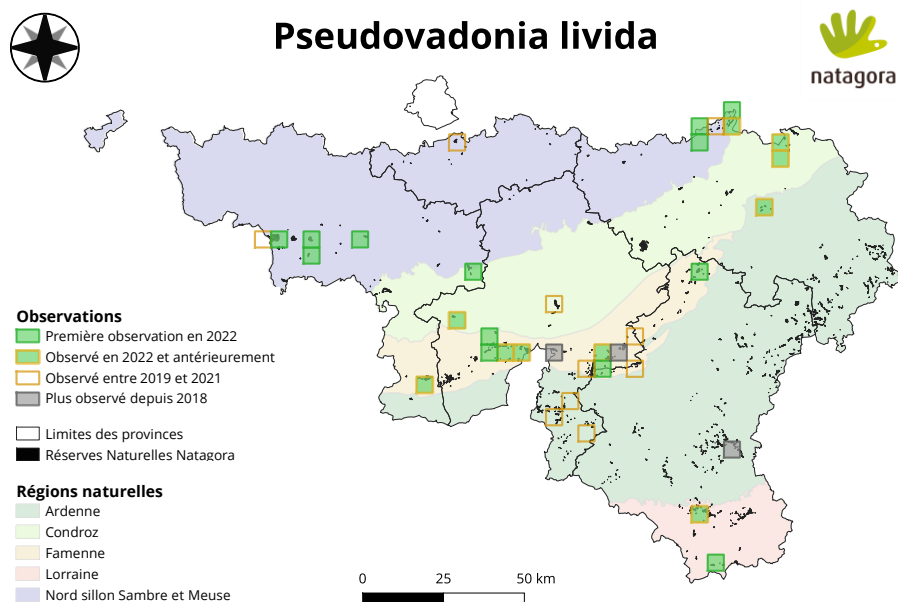 Pseudovadonia livida
natagora
Observations
Première observation en 2022
Observé en 2022 et antérieurement
Observé entre 2019 et 2021
Plus observé depuis 2018
Limites des provinces
Réserves Naturelles Natagora
Régions naturelles
Ardenne
Condroz
Famenne
Lorraine
Nord sillon Sambre et Meuse
0 25 50 km